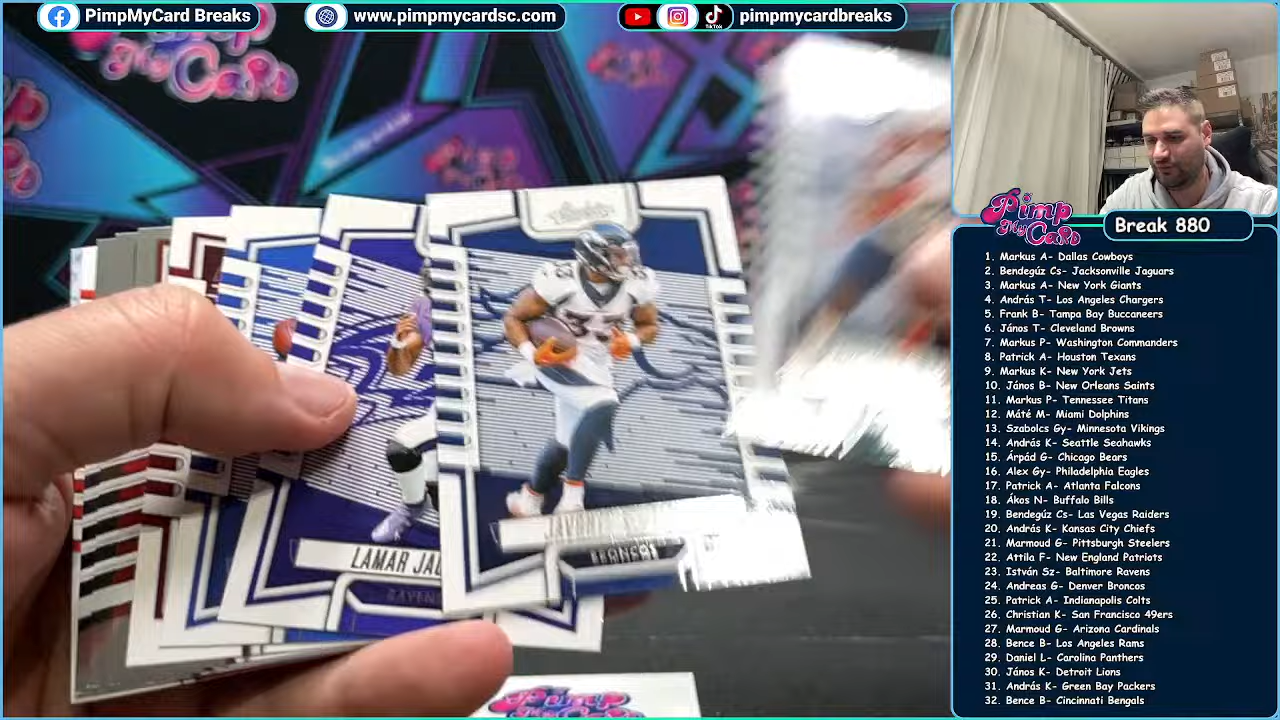 PimpMyCard Breaks
www.pimpmycardsc.com
TikTok
pimpmycardbreaks
Pimp
My Card
Break 880
1. Markus A- Dallas Cowboys
2. Bendegúz Cs- Jacksonville Jaguars
3. Markus A- New York Giants
4. András T- Los Angeles Chargers
5. Frank B- Tampa Bay Buccaneers
6. János T- Cleveland Browns
7. Markus P- Washington Commanders
8. Patrick A- Houston Texans
9. Markus K- New York Jets
10. János B- New Orleans Saints
11. Markus P- Tennessee Titans
12. Máté M- Miami Dolphins
13. Szabolcs Gy- Minnesota Vikings
14. András K- Seattle Seahawks
15. Árpád G- Chicago Bears
16. Alex Gy- Philadelphia Eagles
17. Patrick A- Atlanta Falcons
18. Ákos N- Buffalo Bills
19. Bendegúz Cs- Las Vegas Raiders
20. András K- Kansas City Chiefs
21. Marmoud G- Pittsburgh Steelers
22. Attila F- New England Patriots
23. István Sz- Baltimore Ravens
24. Andreas G- Denver Broncos
25. Patrick A- Indianapolis Colts
26. Christian K- San Francisco 49ers
27. Marmoud G- Arizona Cardinals
28. Bence B- Los Angeles Rams
29. Daniel L- Carolina Panthers
30. János K- Detroit Lions
31. András K- Green Bay Packers
32. Bence B- Cincinnati Bengals
33
BRONCOS
LAMAR JAC
RAVENS